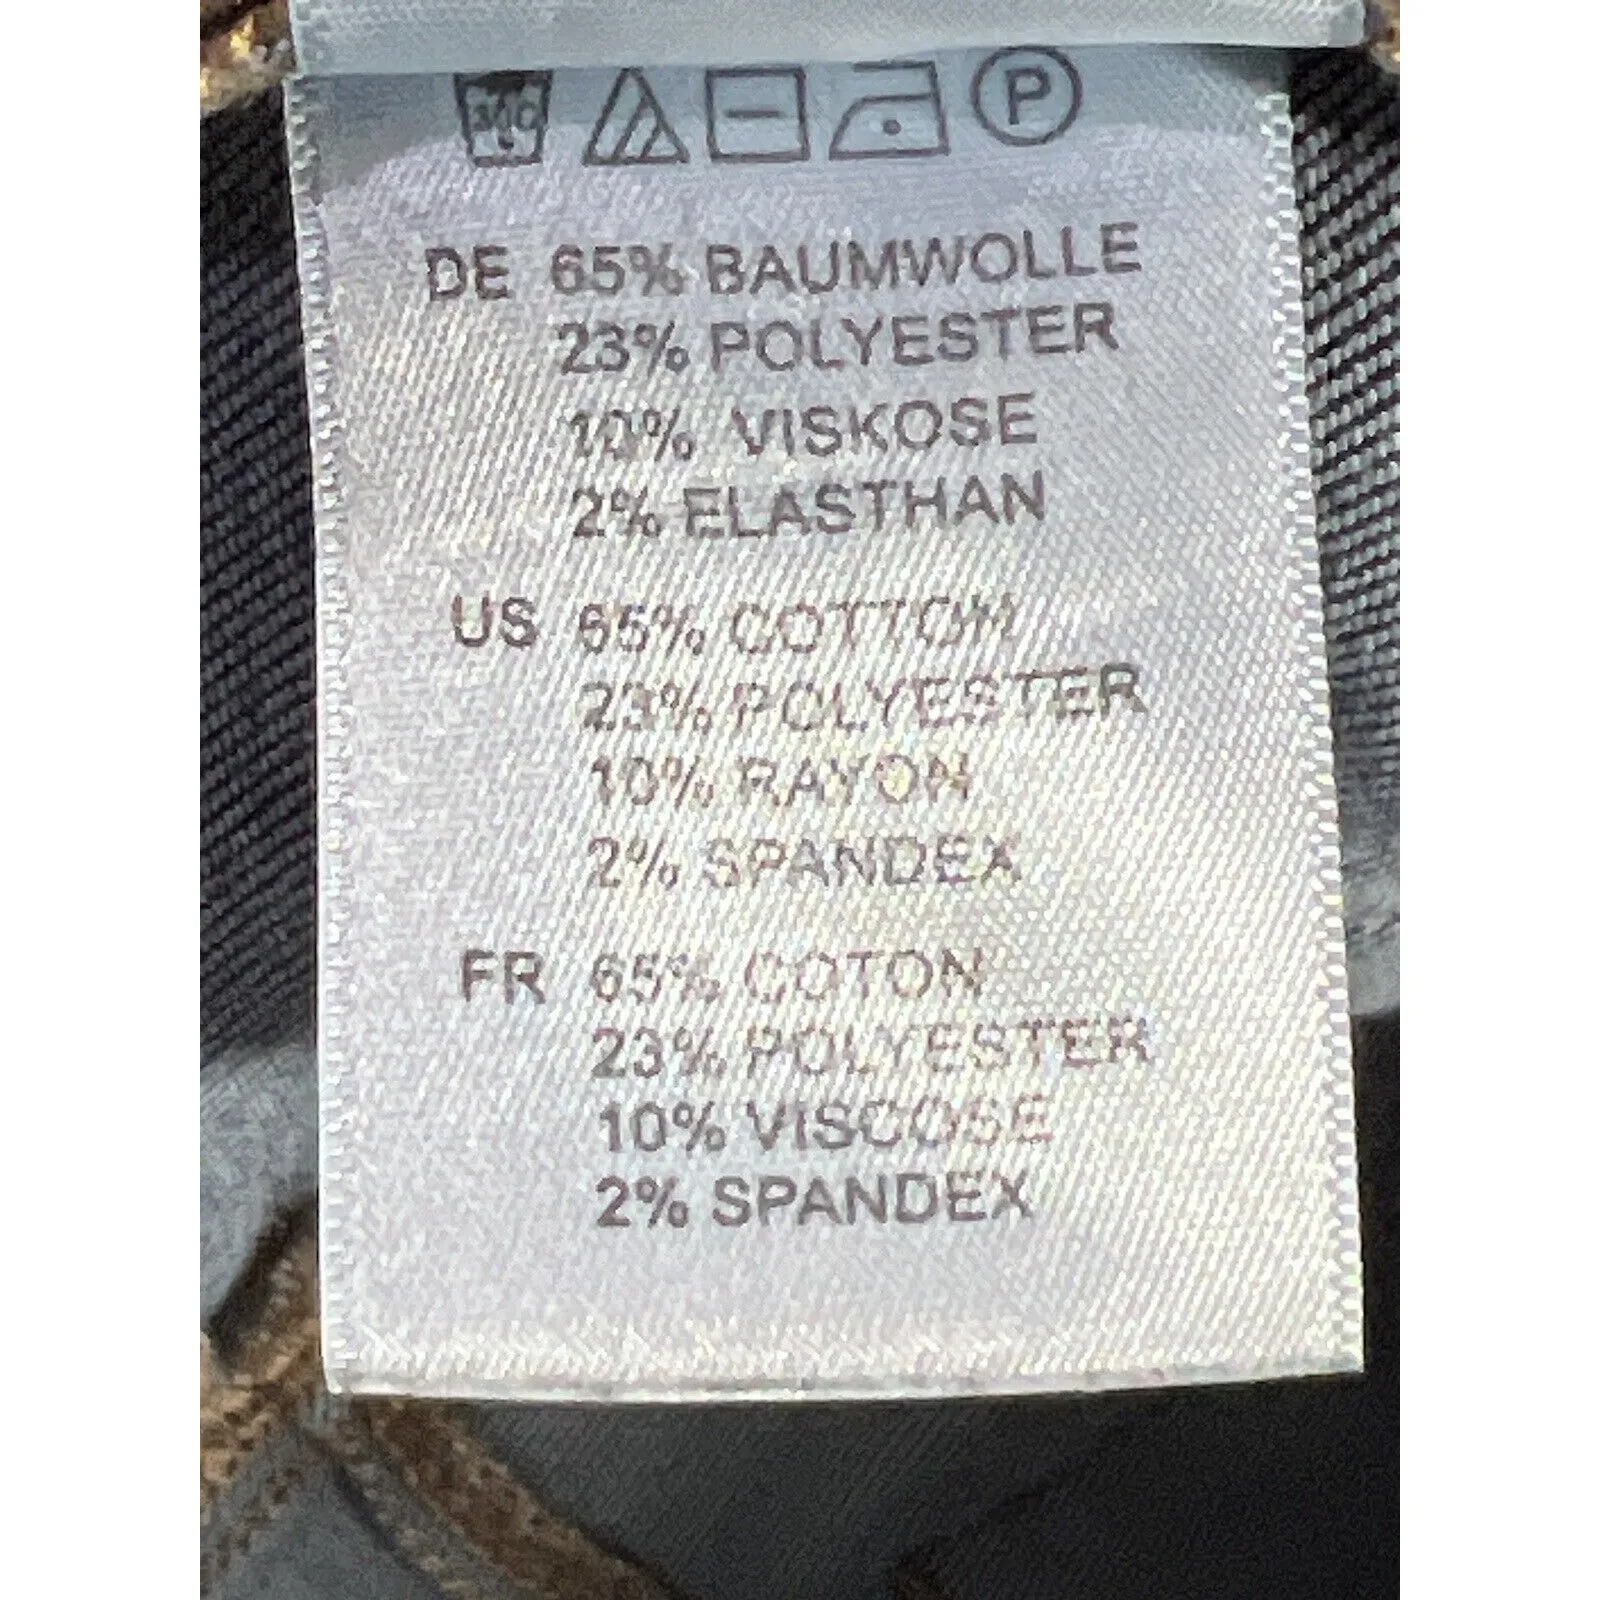 P
DE 65% BAUMWOLLE
23% POLYESTER
10% VISKOSE
2% ELASTHAN
US 65% COTTON
23% POLYESTER
10% RAYON
2% SPANDEX
FR 65% COTON
23% POLYESTER
10% VISCOSE
2% SPANDEX